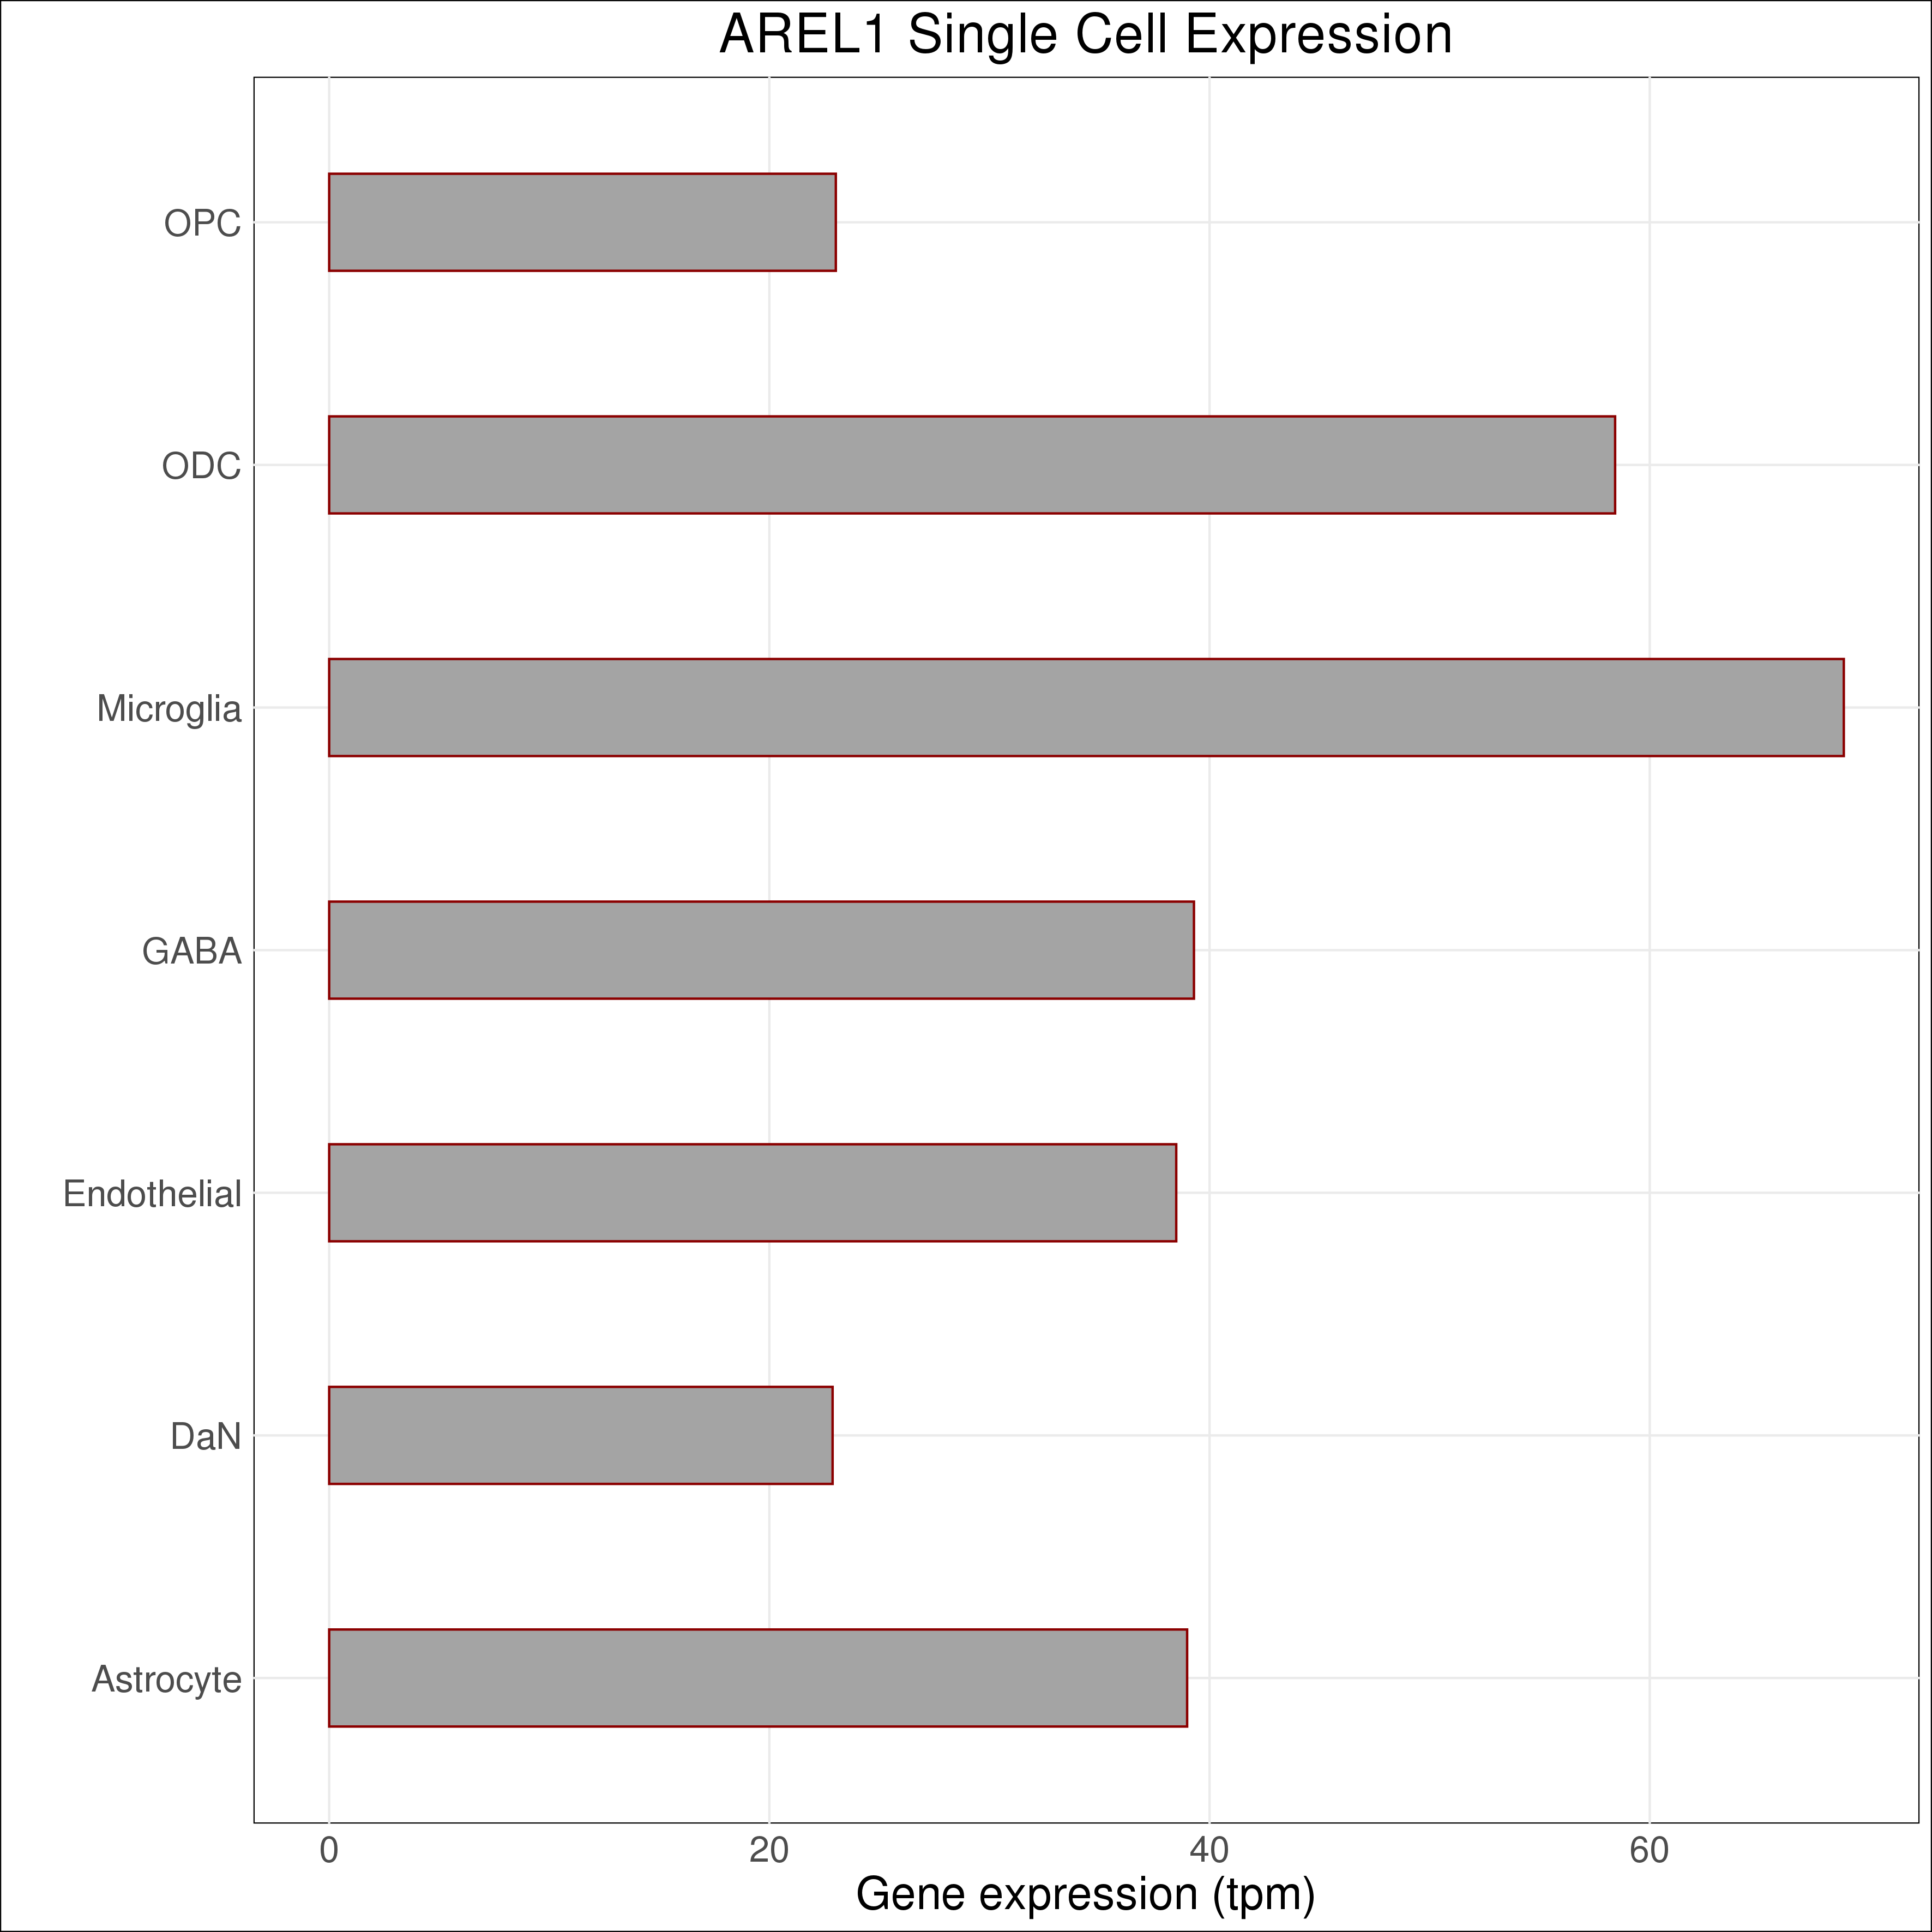 AREL1 Single Cell Expression
OPC
ODC
Microglia
GABA
Endothelial
DaN
Astrocyte
0 20 40 60
Gene expression (tpm)